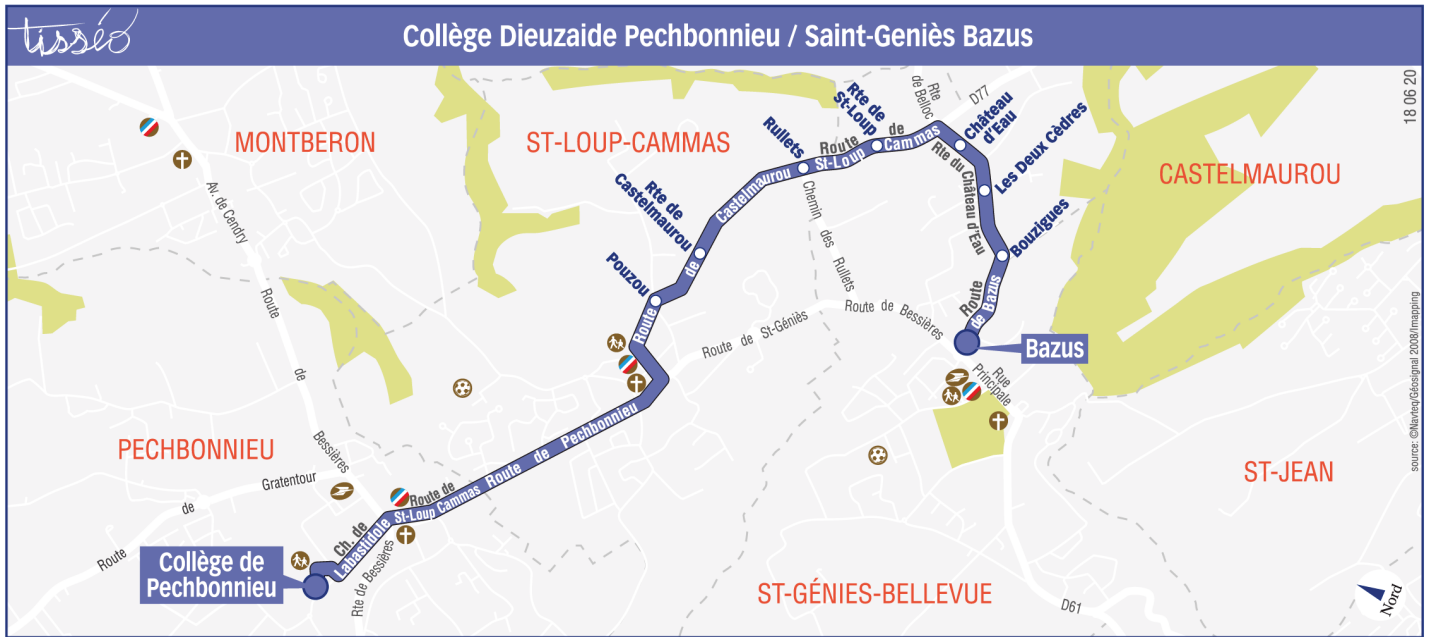 tisséo
Collège Dieuzaide Pechbonnieu / Saint-Geniès Bazus
18 06 20
MONTBERON
ST-LOUP-CAMMAS
CASTELMAUROU
PECHBONNIEU
ST-JEAN
ST-GÉNIES-BELLEVUE
Rte
de Belloc
D77
Château
d'Eau
Rte de
St-Loup
Rullets
Les Deux Cèdres
Bouzigues
Rte de
Castelmaurou
Pouzou
Route de
St-Loup Cammas
Rte du Château d'Eau
Route
de Bazus
Bazus
Route de Castelmaurou
Chemin des Rullets
Route de Bessières
Route de St-Géniès
Rue
Principale
Av. de Cendry
Route de Bessières
Route de Gratentour
Route de Pechbonnieu
Route de
St-Loup Cammas
Ch. de
Labastidole
Rte de Bessières
Collège de
Pechbonnieu
D61
Nord
source: ©Navteq/Géosignal 2008/Imapping